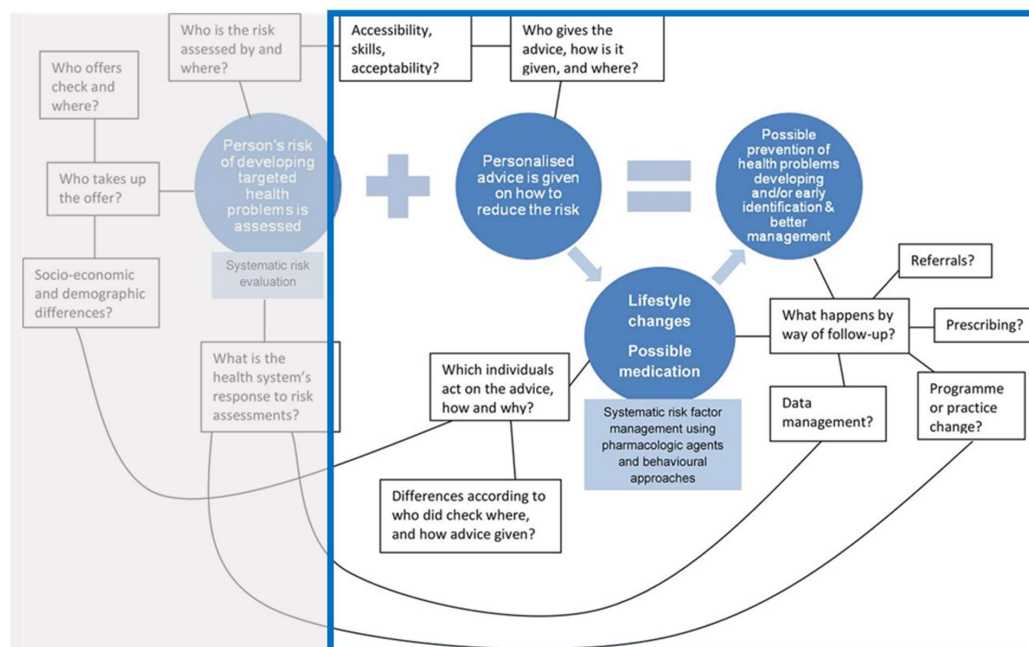 Who is the risk
assessed by and
where?
Accessibility,
skills,
acceptability?
Who gives the
advice, how is it
given, and where?
Who offers
check and
where?
Who takes up
the offer?
Socio-economic
and demographic
differences?
Person's risk
of developing
targeted
health
problems is
assessed
Systematic risk
evaluation
What is the
health system's
response to risk
assessments?
Personalised
advice is given
on how to
reduce the risk
Possible
prevention of
health problems
developing
and/or early
identification &
better
management
Lifestyle
changes
Possible
medication
Systematic risk factor
management using
pharmacologic agents
and behavioural
approaches
Which individuals
act on the advice,
how and why?
Differences according to
who did check where,
and how advice given?
What happens by
way of follow-up?
Referrals?
Prescribing?
Programme
or practice
change?
Data
management?